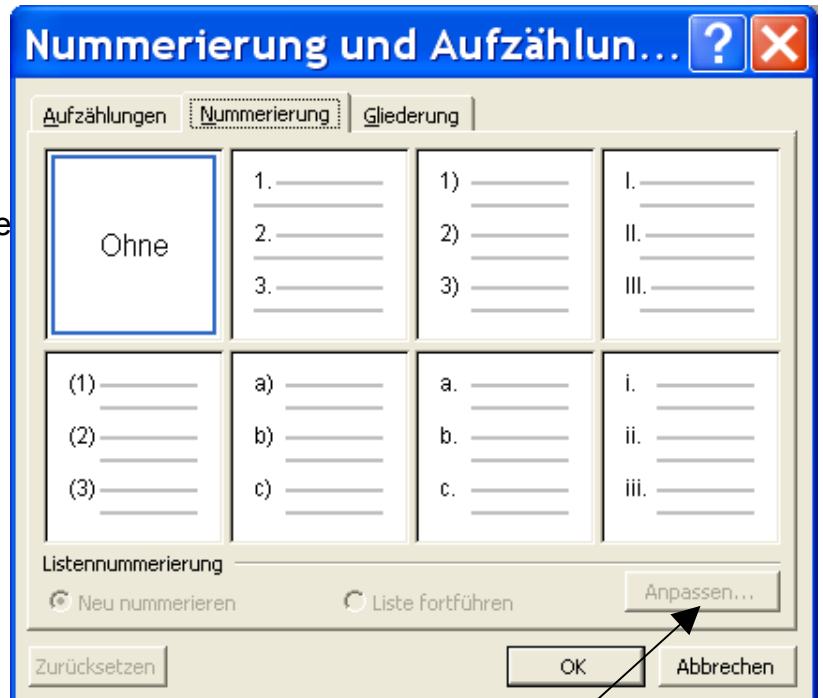 Nummerierung und Aufzählun...
Aufzählungen Nummerierung Gliederung
e
Ohne
1.
2.
3.
1)
2)
3)
I.
II.
III.
(1)
(2)
(3)
a)
b)
c)
a.
b.
c.
i.
ii.
iii.
Listennummerierung
Neu nummerieren Liste fortführen Anpassen...
Zurücksetzen OK Abbrechen